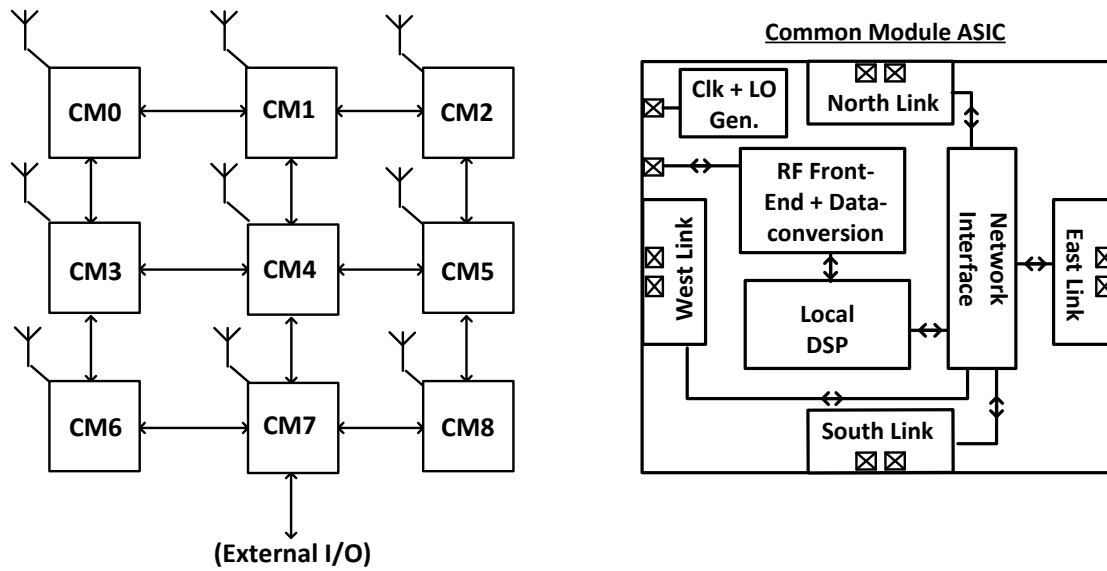 CM0
CM1
CM2
CM3
CM4
CM5
CM6
CM7
CM8
(External I/O)
Common Module ASIC
Clk + LO
Gen.
North Link
RF Front-
End + Data-
conversion
West Link
Network
Interface
East Link
Local
DSP
South Link